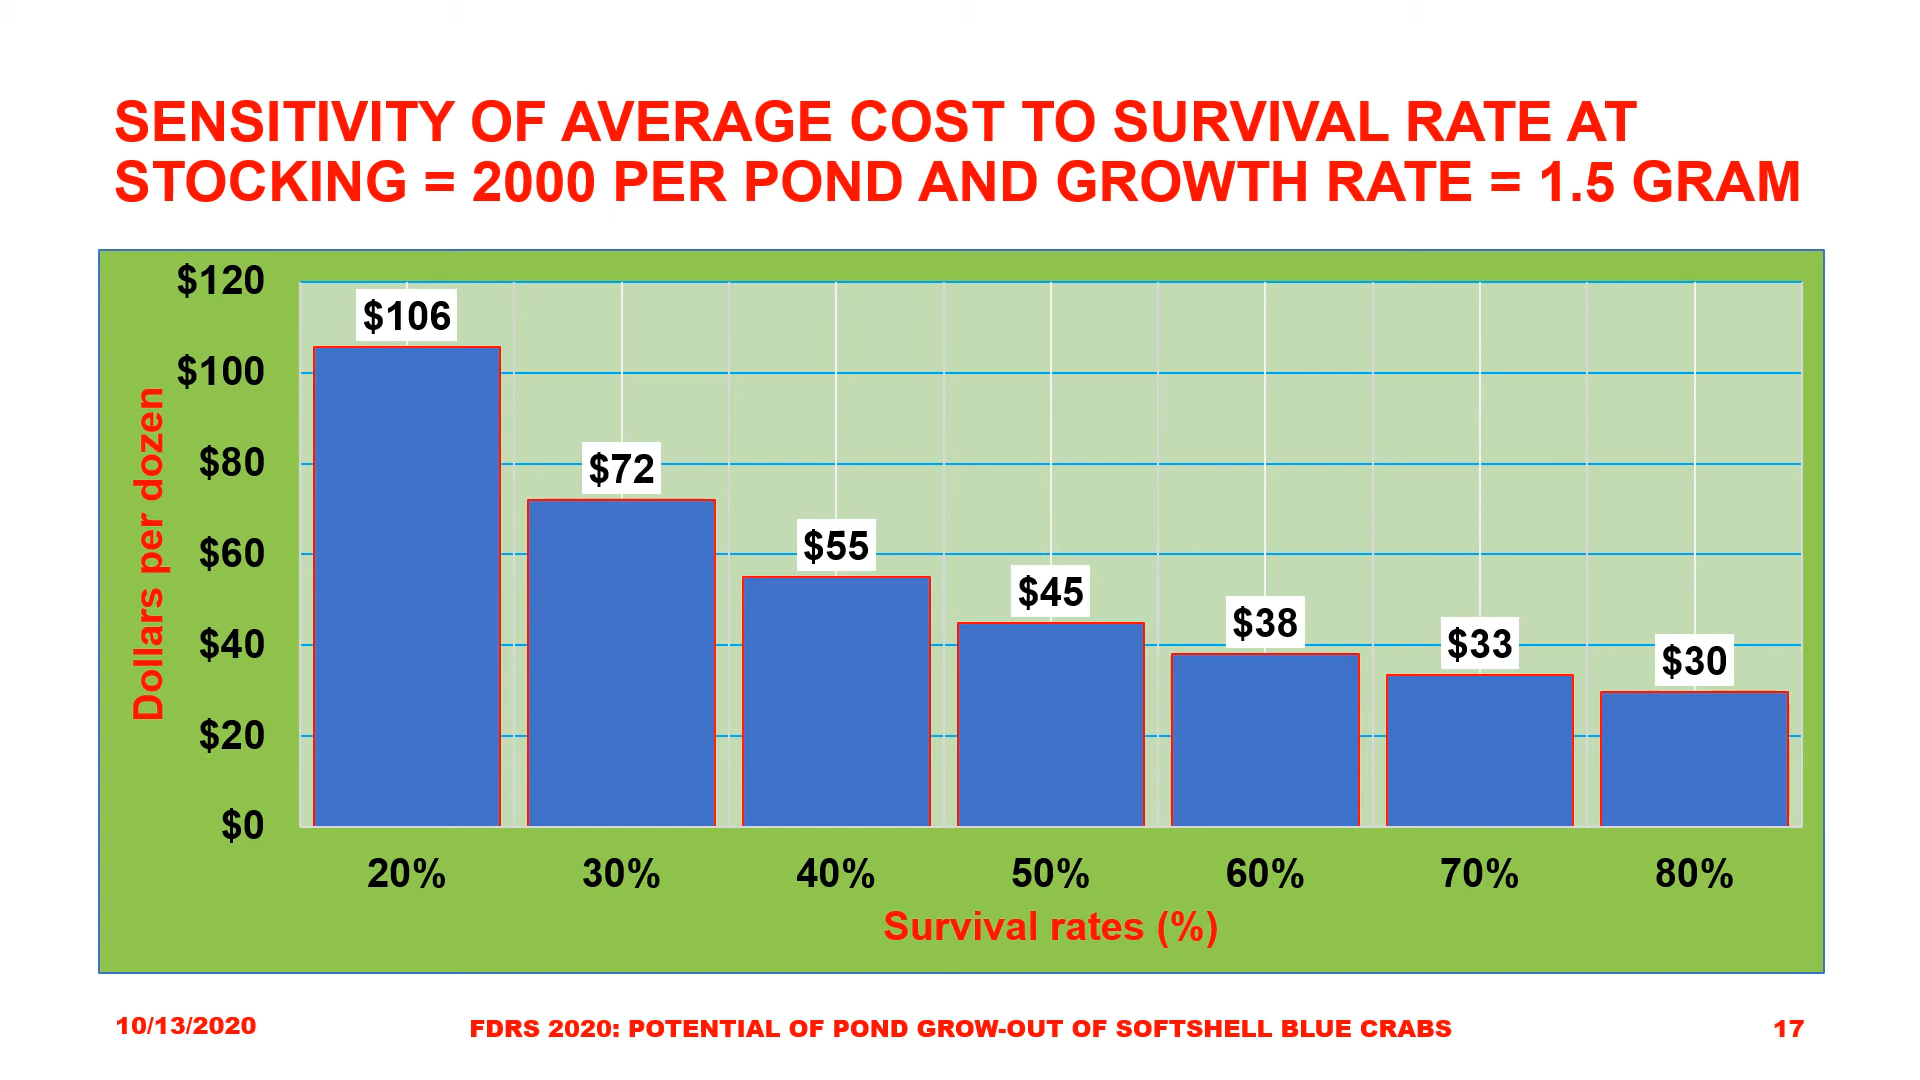 SENSITIVITY OF AVERAGE COST TO SURVIVAL RATE AT
STOCKING = 2000 PER POND AND GROWTH RATE = 1.5 GRAM
Dollars per dozen
$120
$100
$80
$60
$40
$20
$0
$106
$72
$55
$45
$38
$33
$30
20% 30% 40% 50% 60% 70% 80%
Survival rates (%)
10/13/2020
FDRS 2020: POTENTIAL OF POND GROW-OUT OF SOFTSHELL BLUE CRABS
17